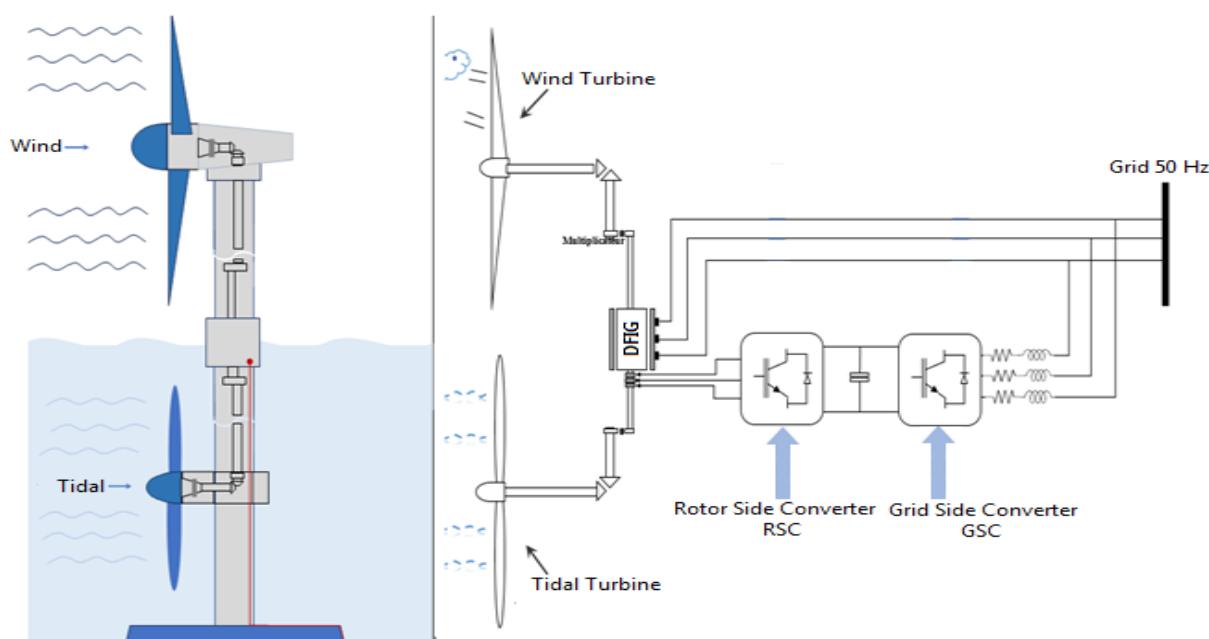 Wind
Tidal
Wind Turbine
Grid 50 Hz
Multiplicateur
DFIG
Rotor Side Converter
RSC
Grid Side Converter
GSC
Tidal Turbine